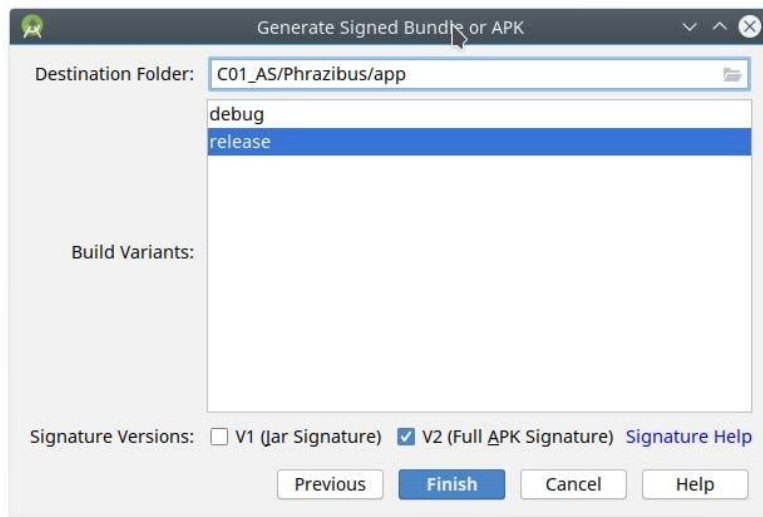 Generate Signed Bundle or APK
Destination Folder: C01_AS/Phrazibus/app
debug
release
Build Variants:
Signature Versions: V1 (Jar Signature) V2 (Full APK Signature) Signature Help
Previous Finish Cancel Help